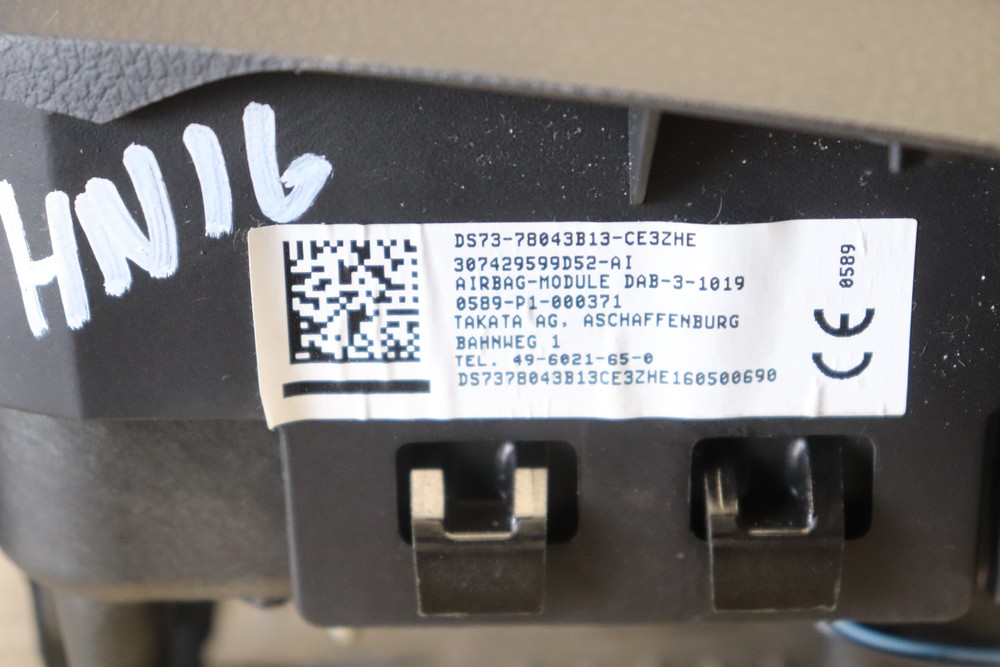 HN16
DS73-78043B13-CE3ZHE
307429599D52-AI
AIRBAG-MODULE DAB-3-1019
0589-P1-000371
TAKATA AG, ASCHAFFENBURG
BAHNWEG 1
TEL. 49-6021-65-0
DS7378043B13CE3ZHE160500690
0589
CE